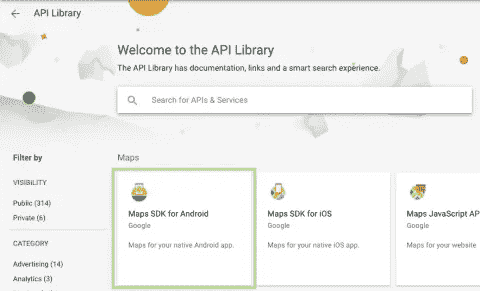 ← API Library
Welcome to the API Library
The API Library has documentation, links and a smart search experience.
Search for APIs & Services
Filter by
VISIBILITY
Public (314)
Private (6)
CATEGORY
Advertising (14)
Analytics (3)
Maps
Maps SDK for Android
Google
Maps for your native Android app.
Maps SDK for iOS
Google
Maps for your native iOS app.
Maps JavaScript API
Google
Maps for your website